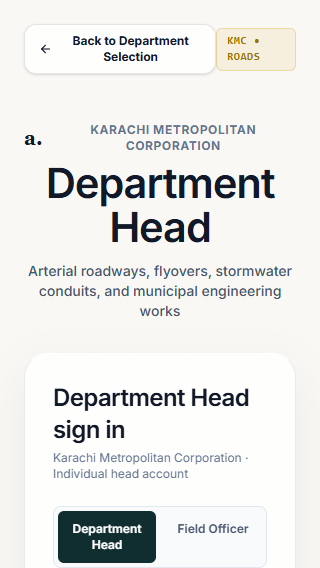 ← Back to Department
Selection
KMC •
ROADS
a.
KARACHI METROPOLITAN
CORPORATION
Department
Head
Arterial roadways, flyovers, stormwater
conduits, and municipal engineering
works
Department Head
sign in
Karachi Metropolitan Corporation ·
Individual head account
Department
Head
Field Officer